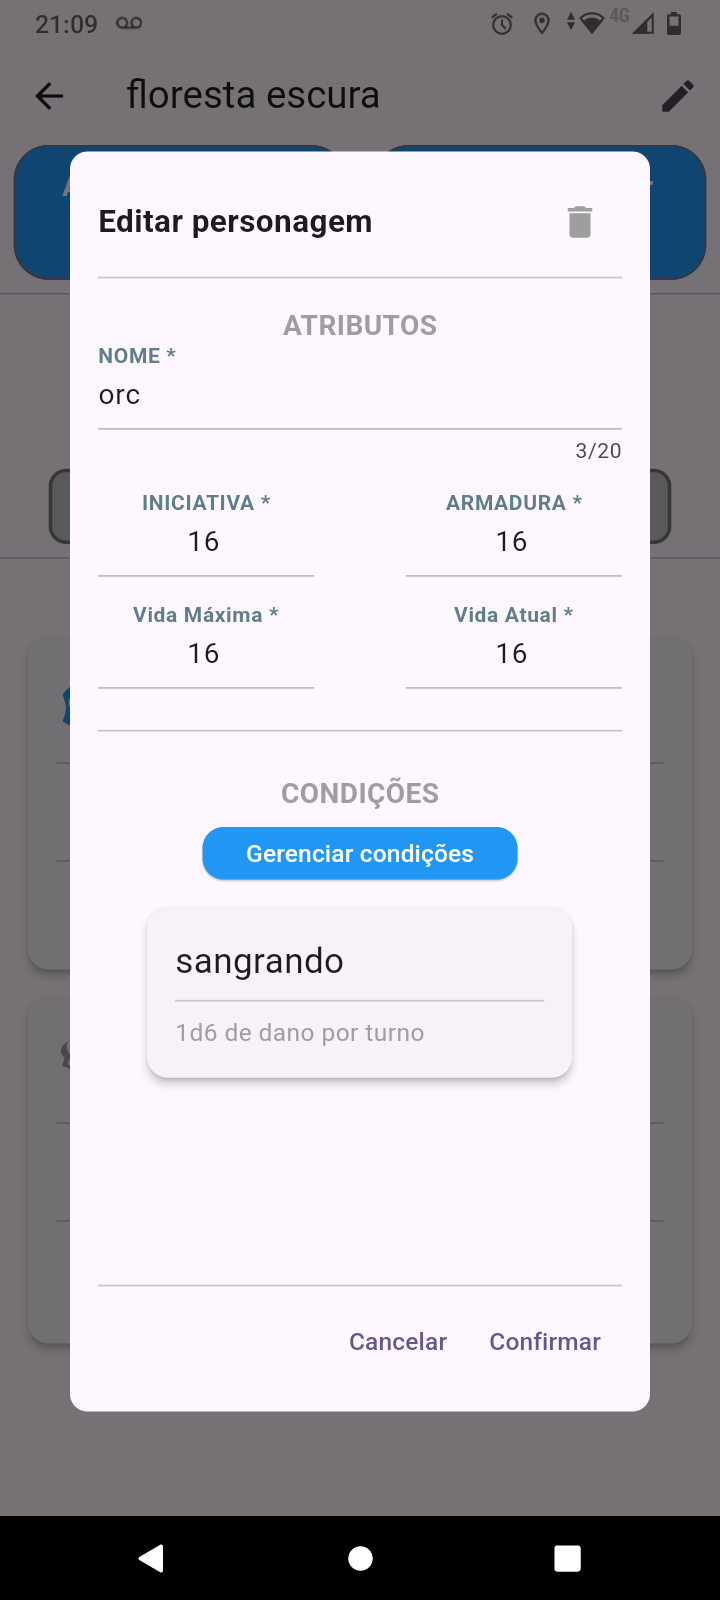 21:09
4G
floresta escura
Editar personagem
ATRIBUTOS
NOME *
orc
3/20
INICIATIVA * ARMADURA *
16 16
Vida Máxima * Vida Atual *
16 16
CONDIÇÕES
Gerenciar condições
sangrando
1d6 de dano por turno
Cancelar Confirmar